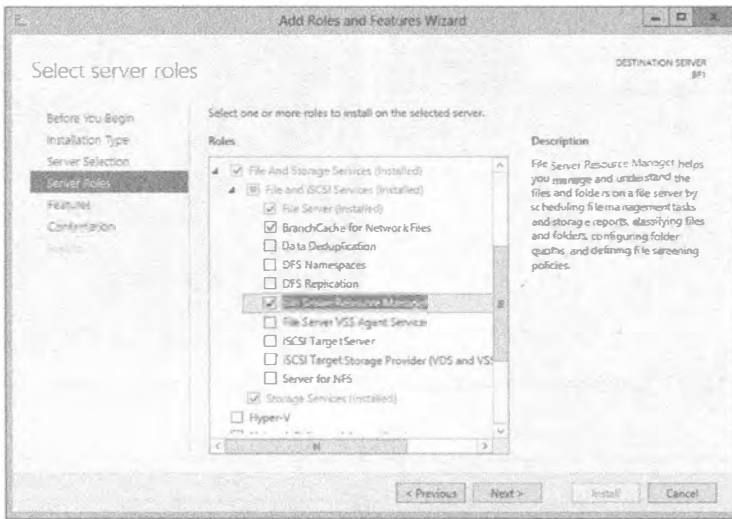 Add Roles and Features Wizard
Select server roles
DESTINATION SERVER
BF1
Before You Begin
Installation Type
Server Selection
Server Roles
Features
Confirmation
Select one or more roles to install on the selected server.
Roles
File And Storage Services (Installed)
File and iSCSI Services (Installed)
File Server (Installed)
BranchCache for Network Files
Data Deduplication
DFS Namespaces
DFS Replication
File Server Resource Manager
File Server VSS Agent Service
iSCSI Target Server
iSCSI Target Storage Provider (VDS and VSS
Server for NFS
Storage Services (Installed)
Hyper-V
Description
File Server Resource Manager helps
you manage and understand the
files and folders on a file server by
scheduling file management tasks
and storage reports, classifying files
and folders, configuring folder
quotas, and defining file screening
policies.
< Previous
Next >
Install
Cancel